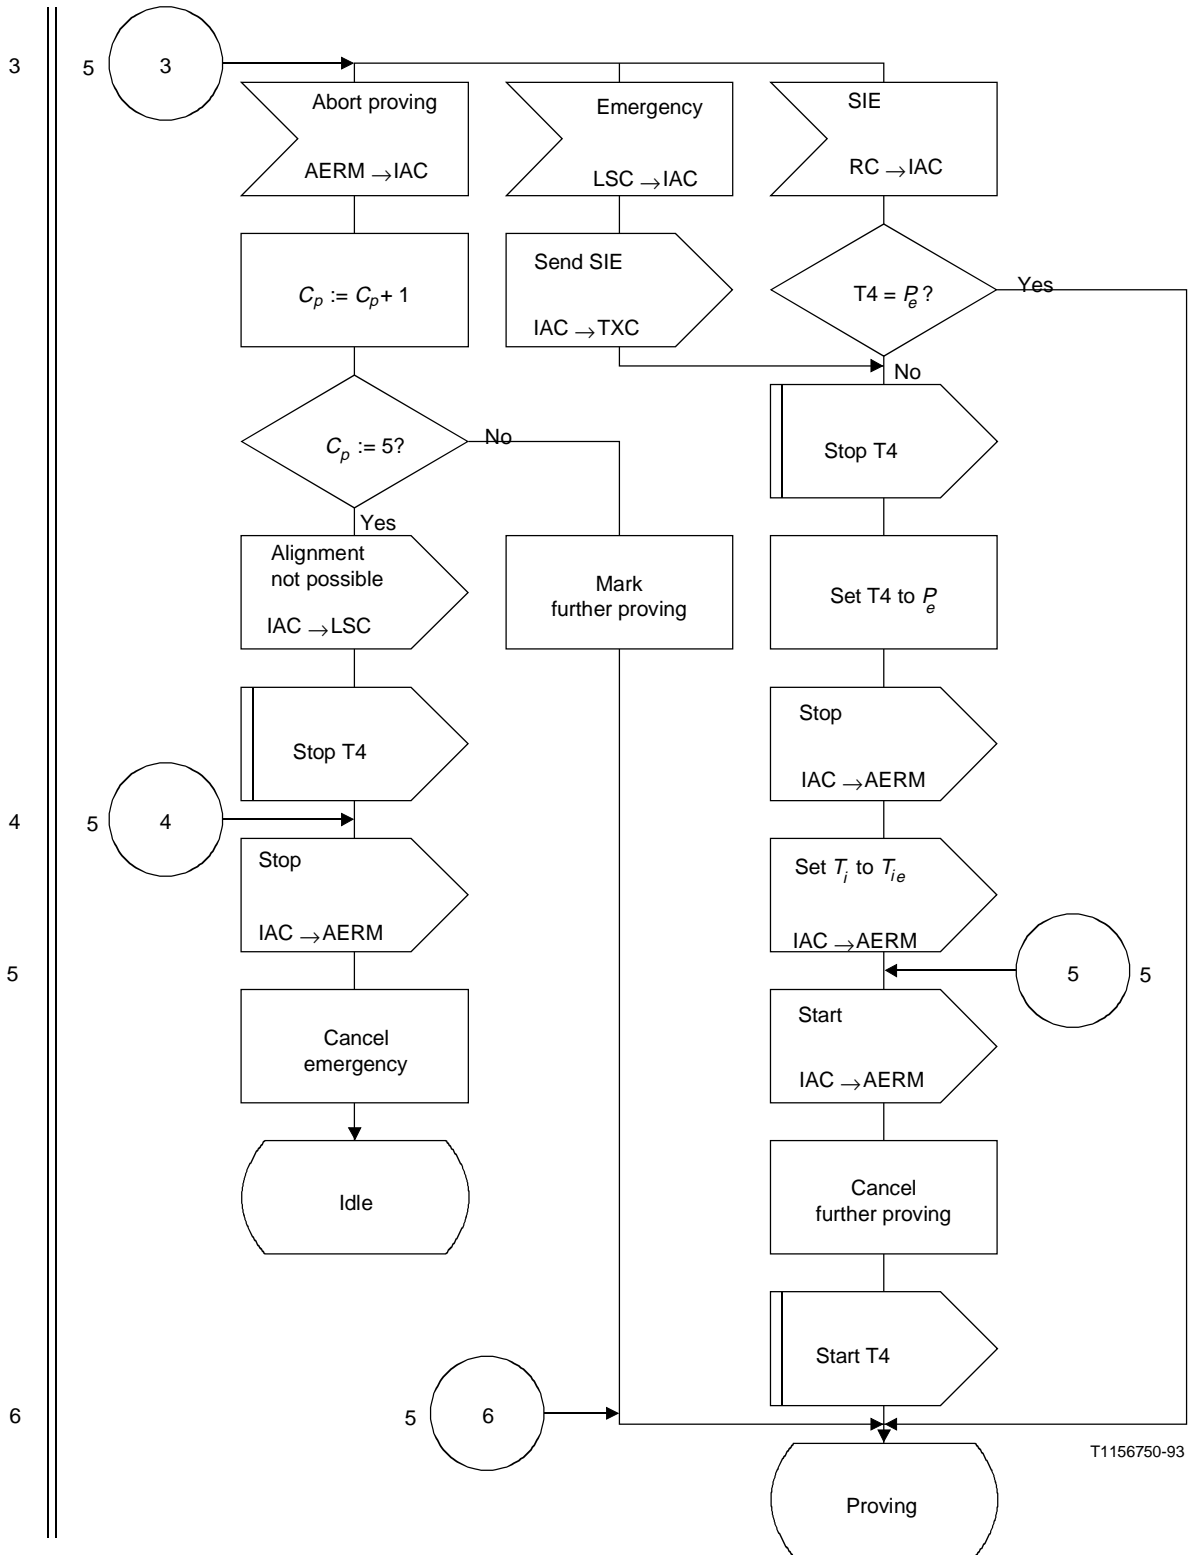 3
5
3
Abort proving
AERM → IAC
Emergency
LSC → IAC
SIE
RC → IAC
Cp := Cp + 1
Send SIE
IAC → TXC
T4 = Pe ?
Yes
No
Cp := 5?
No
Yes
Stop T4
Alignment
not possible
IAC → LSC
Mark
further proving
Set T4 to Pe
Stop T4
Stop
IAC → AERM
4
5
4
Stop
IAC → AERM
Set Ti to Tie
IAC → AERM
5
5
5
Cancel
emergency
Start
IAC → AERM
Idle
Cancel
further proving
Start T4
6
5
6
T1156750-93
Proving